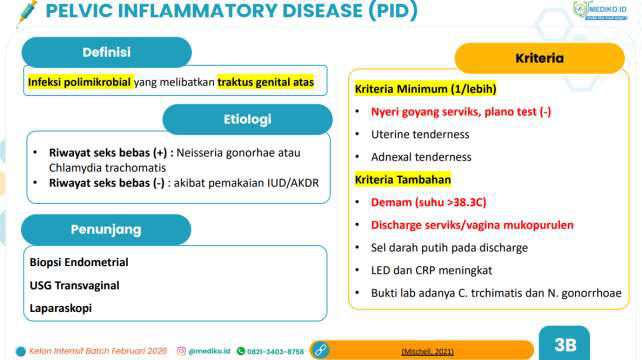 PELVIC INFLAMMATORY DISEASE (PID)
MEDIKO.ID
Definisi
Infeksi polimikrobial yang melibatkan traktus genital atas
Etiologi
• Riwayat seks bebas (+) : Neisseria gonorhae atau
Chlamydia trachomatis
• Riwayat seks bebas (-) : akibat pemakaian IUD/AKDR
Penunjang
Biopsi Endometrial
USG Transvaginal
Laparaskopi
Kriteria
Kriteria Minimum (1/lebih)
• Nyeri goyang serviks, plano test (-)
• Uterine tenderness
• Adnexal tenderness
Kriteria Tambahan
• Demam (suhu >38.3C)
• Discharge serviks/vagina mukopurulen
• Sel darah putih pada discharge
• LED dan CRP meningkat
• Bukti lab adanya C. trchimatis dan N. gonorrhoae
Kelon Intensif Batch Februari 2026 @mediko.id 0821-3403-8758
(Mitchell, 2021)
3B